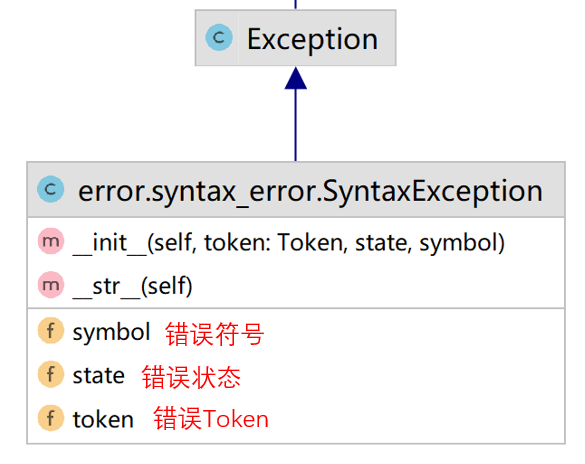 C Exception
C error.syntax_error.SyntaxException
m __init__(self, token: Token, state, symbol)
m __str__(self)
f symbol 错误符号
f state 错误状态
f token 错误Token